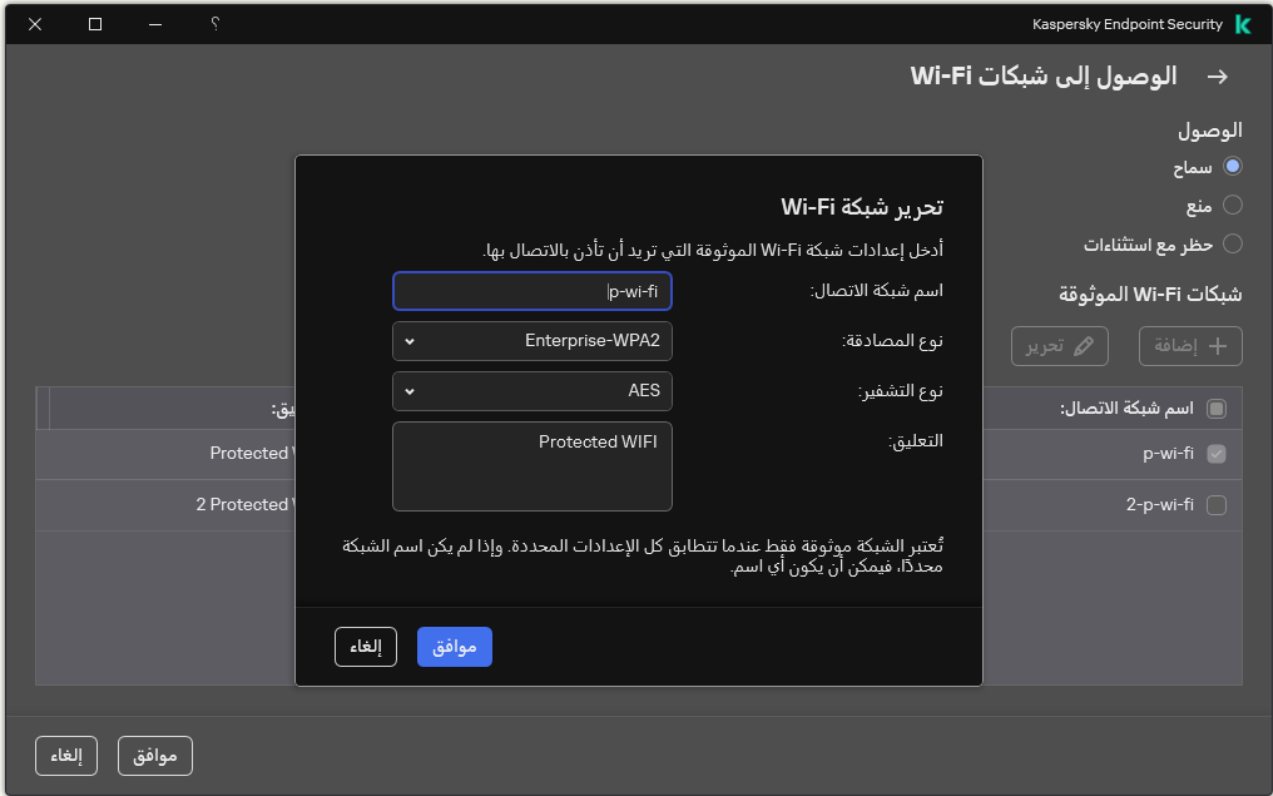 Kaspersky Endpoint Security
؟
الوصول إلى شبكات Wi-Fi
الوصول
سماح
منع
حظر مع استثناءات
شبكات Wi-Fi الموثوقة
إضافة
تحرير
اسم شبكة الاتصال:
p-wi-fi
Protected
2-p-wi-fi
2 Protected
تحرير شبكة Wi-Fi
أدخل إعدادات شبكة Wi-Fi الموثوقة التي تريد أن تأذن بالاتصال بها.
اسم شبكة الاتصال:
p-wi-fi
نوع المصادقة:
Enterprise-WPA2
نوع التشفير:
AES
التعليق:
Protected WIFI
تُعتبر الشبكة موثوقة فقط عندما تتطابق كل الإعدادات المحددة. وإذا لم يكن اسم الشبكة
محددًا، فيمكن أن يكون أي اسم.
موافق
إلغاء
موافق
إلغاء